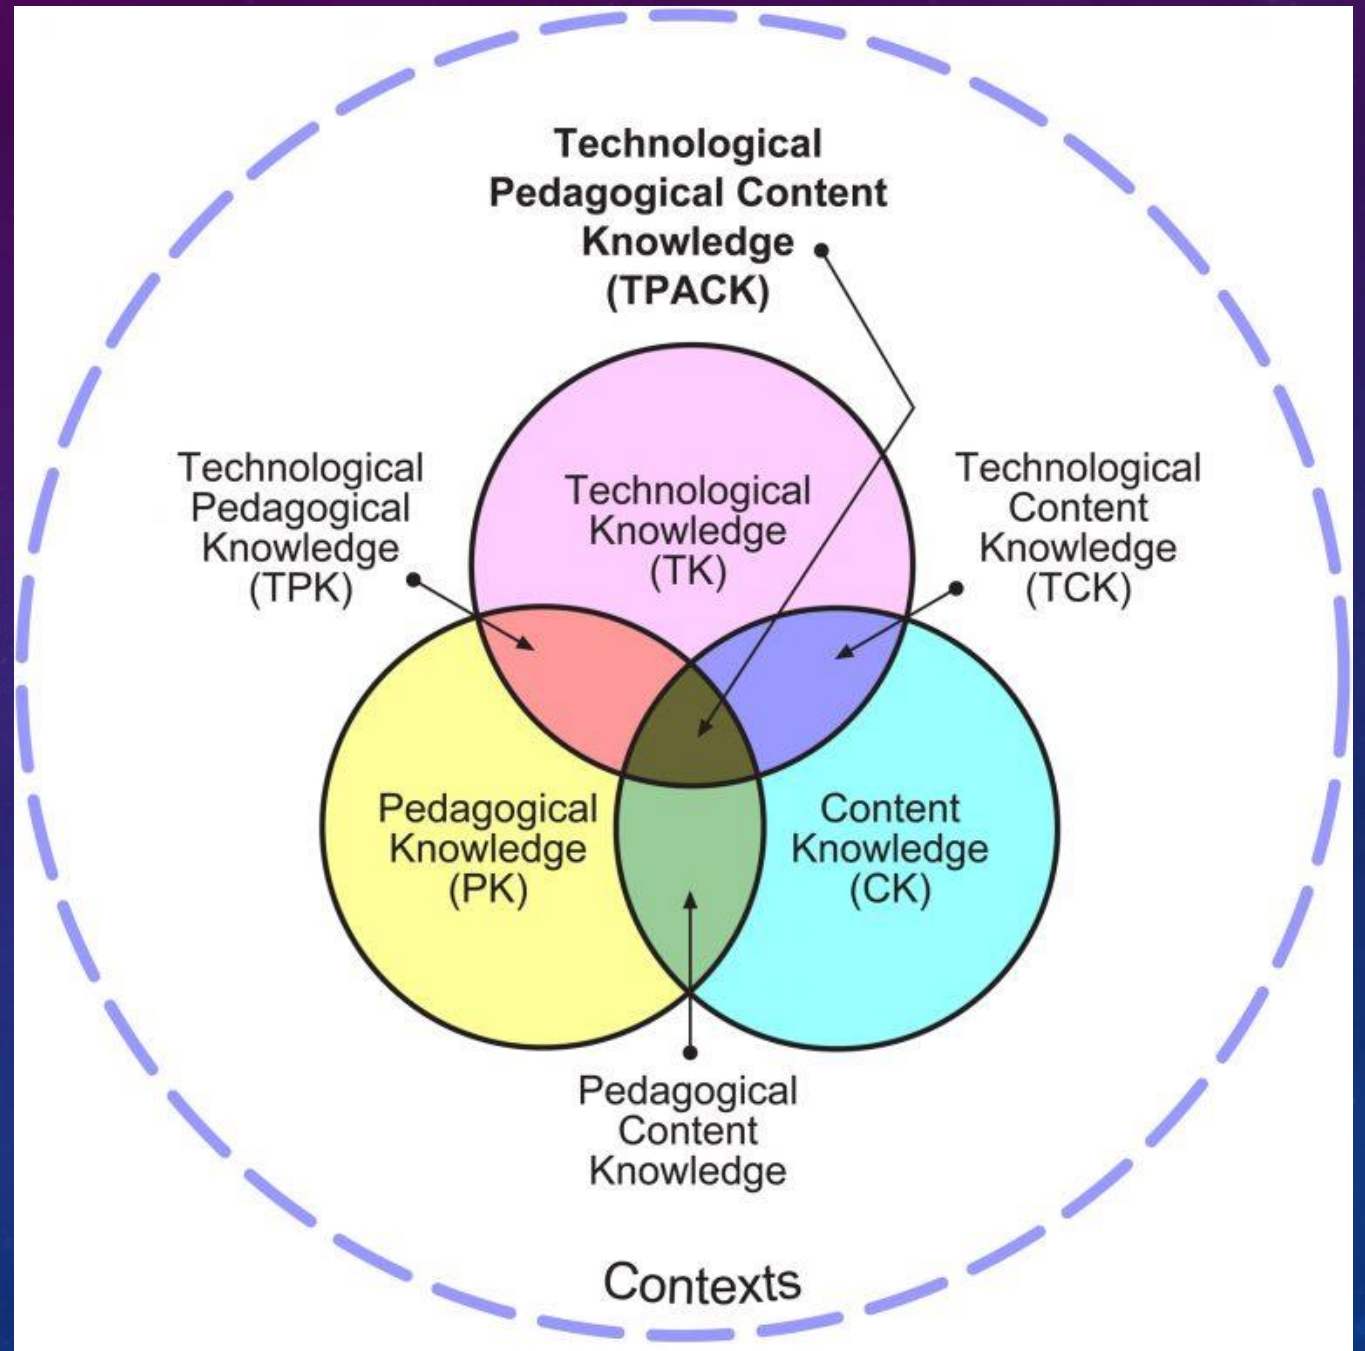 Technological
Pedagogical Content
Knowledge
(TPACK)
Technological
Pedagogical
Knowledge
(TPK)
Technological
Knowledge
(TK)
Technological
Content
Knowledge
(TCK)
Pedagogical
Knowledge
(PK)
Content
Knowledge
(CK)
Pedagogical
Content
Knowledge
Contexts